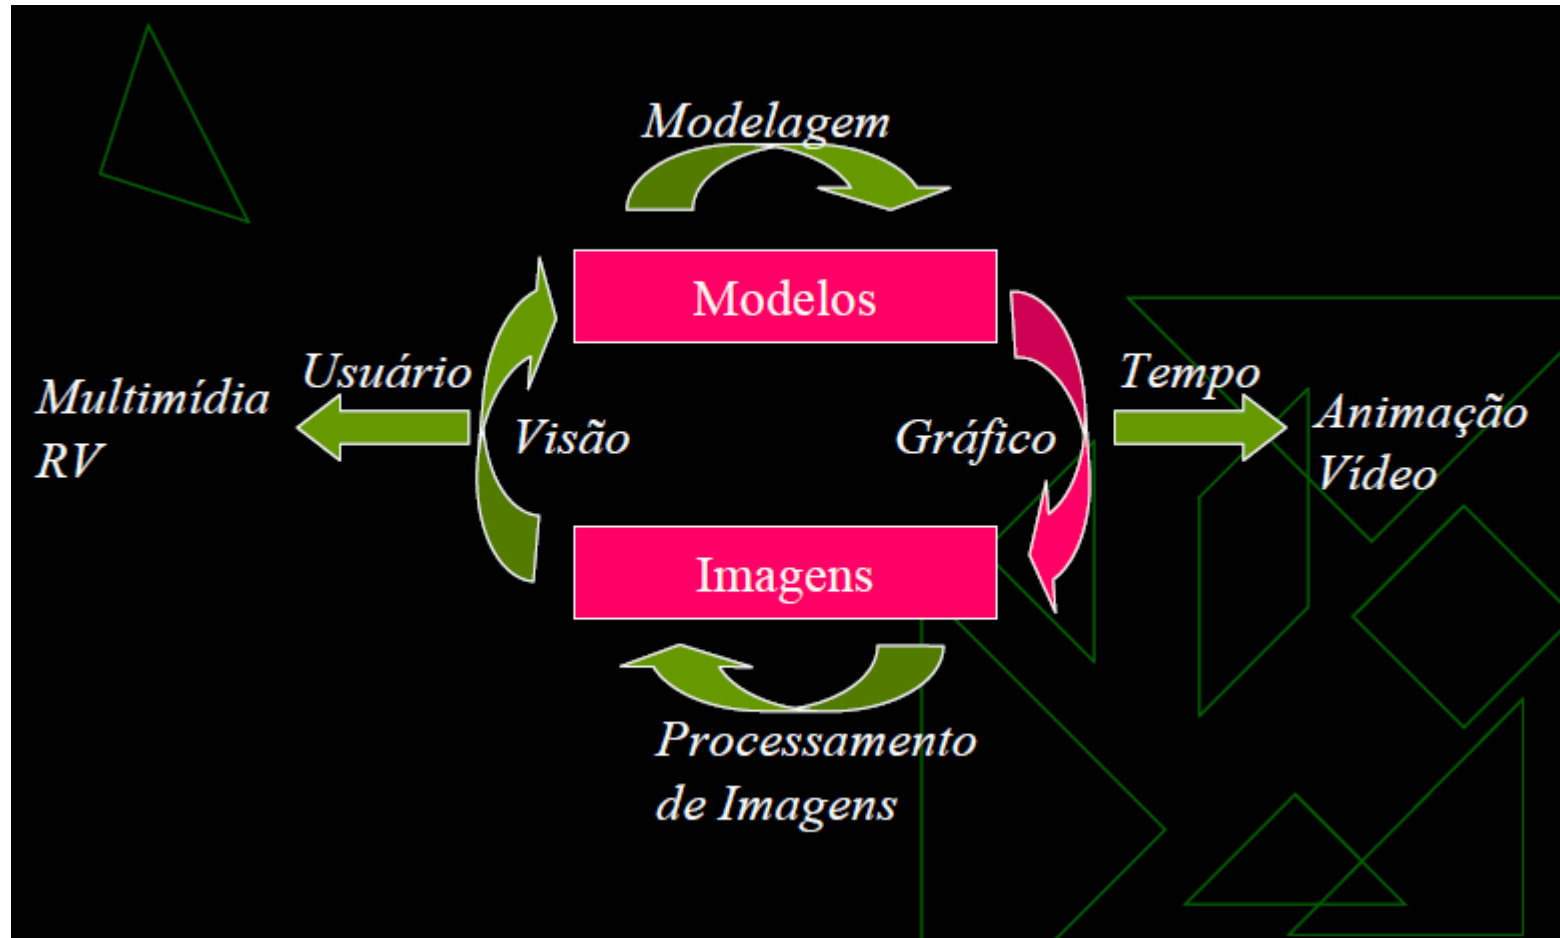 Modelagem
Modelos
Usuário
Tempo
Multimídia
RV
Visão
Gráfico
Animação
Vídeo
Imagens
Processamento
de Imagens